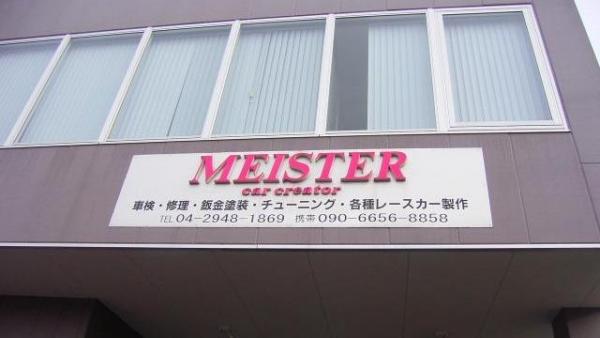 MEISTER
car creator
車検・修理・鈑金塗装・チューニング・各種レースカー製作
TEL 04-2948-1869 携帯 090-6656-8858